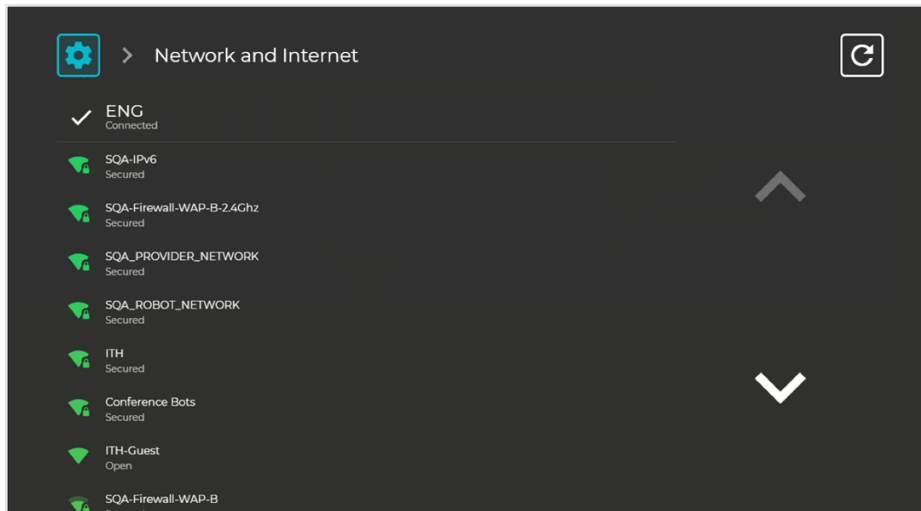 Network and Internet
ENG
Connected
SQA-IPv6
Secured
SQA-Firewall-WAP-B-2.4Ghz
Secured
SQA_PROVIDER_NETWORK
Secured
SQA_ROBOT_NETWORK
Secured
ITH
Secured
Conference Bots
Secured
ITH-Guest
Open
SQA-Firewall-WAP-B